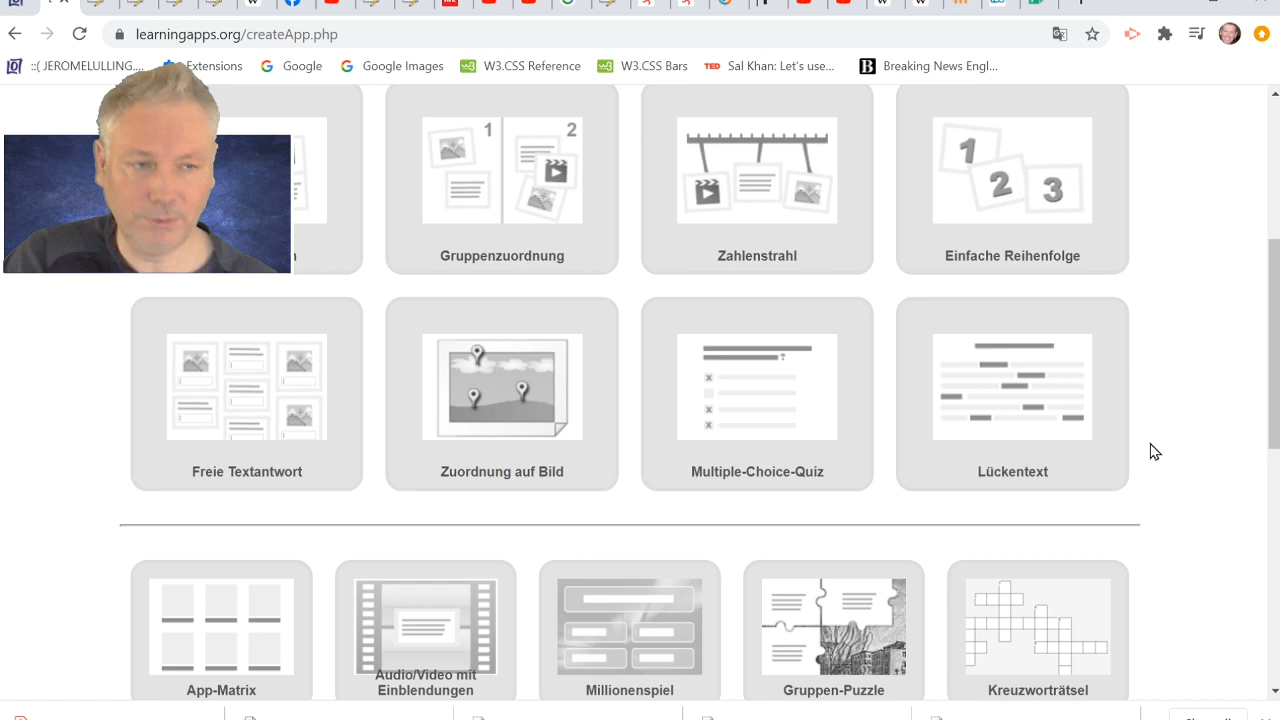 learningapps.org/createApp.php
::( JEROMELULLING.... Extensions Google Google Images W3.CSS Reference W3.CSS Bars TED Sal Khan: Let's use... B Breaking News Engl...
1 2
1 2 3
Gruppenzuordnung Zahlenstrahl Einfache Reihenfolge
Freie Textantwort Zuordnung auf Bild Multiple-Choice-Quiz Lückentext
App-Matrix Audio/Video mit Einblendungen Millionenspiel Gruppen-Puzzle Kreuzworträtsel